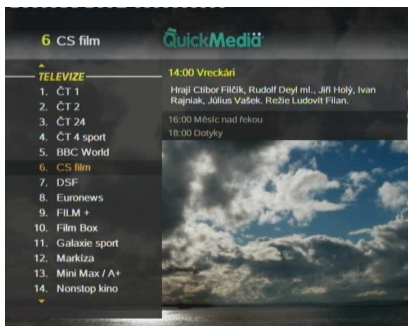 6 CS film
QuickMedia
TELEVIZE
1. ČT 1
2. ČT 2
3. ČT 24
4. ČT 4 sport
5. BBC World
6. CS film
7. DSF
8. Euronews
9. FILM +
10. Film Box
11. Galaxie sport
12. Markíza
13. Mini Max / A+
14. Nonstop kino
14:00 Vreckári
Hrají Ctibor Filčík, Rudolf Deyl ml., Jiří Holý, Ivan
Rajniak, Július Vašek. Režie Ludovít Filan.
16:00 Měsíc nad řekou
18:00 Dotyky